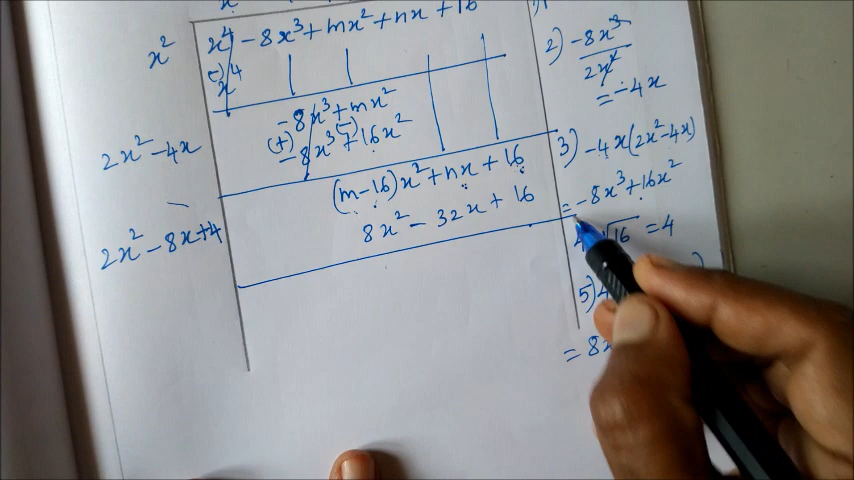 x² x⁴ - 8x³ + mx² + nx + 16
(-) x⁴
-8x³ + mx²
2x² - 4x (+) (-)
-8x³ + 16x²
(m-16)x² + nx + 16
2x² - 8x + 4 8x² - 32x + 16
2) -8x³
2x²
= -4x
3) -4x(2x² - 4x)
= -8x³ + 16x²
√16 = 4
5)
= 8